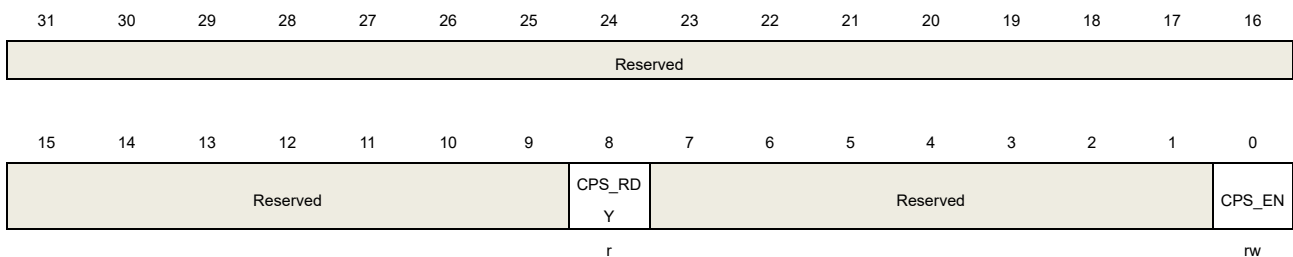 31 30 29 28 27 26 25 24 23 22 21 20 19 18 17 16
Reserved
15 14 13 12 11 10 9 8 7 6 5 4 3 2 1 0
Reserved CPS_RD
Y Reserved CPS_EN
r rw